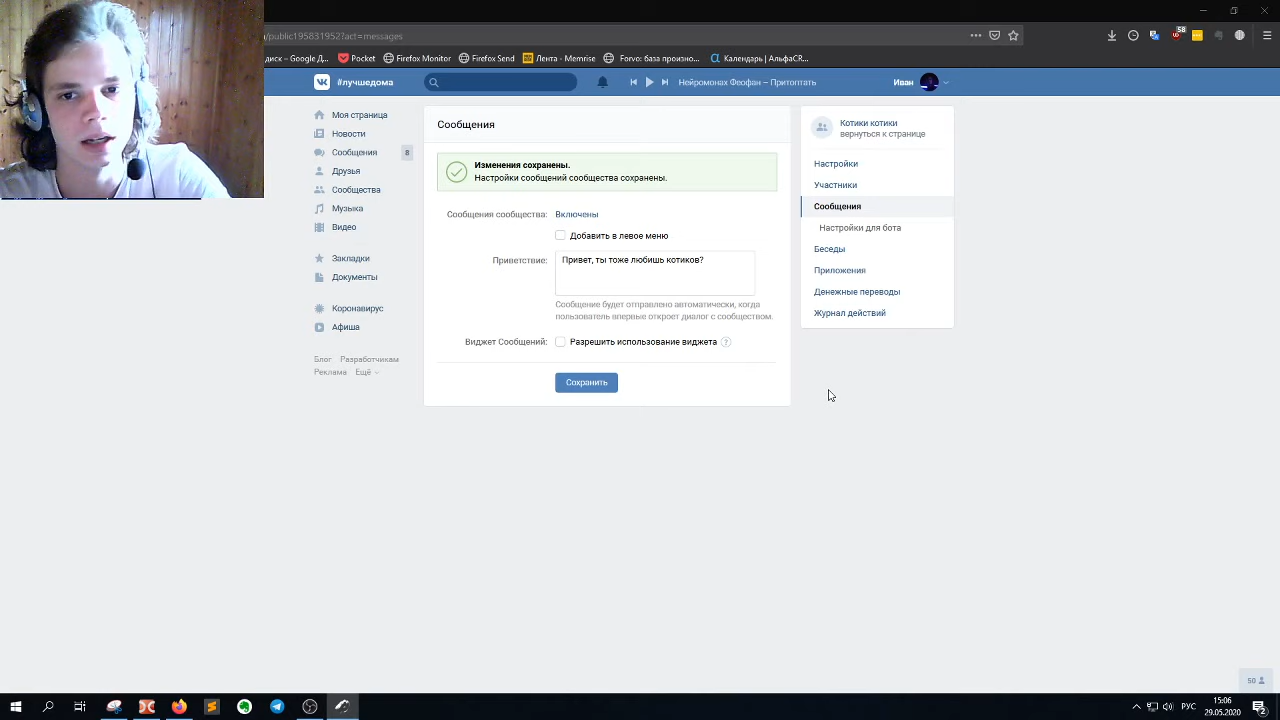 /public195831952?act=messages
диск – Google Д...
Pocket
Firefox Monitor
Firefox Send
Лента - Mirmise
Forvo: база произно...
Календарь | АльфаCR...
58
#лучшедома
Нейромонах Феофан – Притоптать
Иван
Моя страница
Новости
Сообщения
8
Друзья
Сообщества
Музыка
Видео
Закладки
Документы
Коронавирус
Афиша
Блог Разработчикам
Реклама Ещё
Сообщения
Изменения сохранены.
Настройки сообщений сообщества сохранены.
Сообщения сообщества: Включены
Добавить в левое меню
Приветствие: Привет, ты тоже любишь котиков?
Сообщение будет отправлено автоматически, когда
пользователь впервые откроет диалог с сообществом.
Виджет Сообщений: Разрешить использование виджета ?
Сохранить
Котики котики
вернуться к странице
Настройки
Участники
Сообщения
Настройки для бота
Беседы
Приложения
Денежные переводы
Журнал действий
50
РУС
15:06
29.05.2020